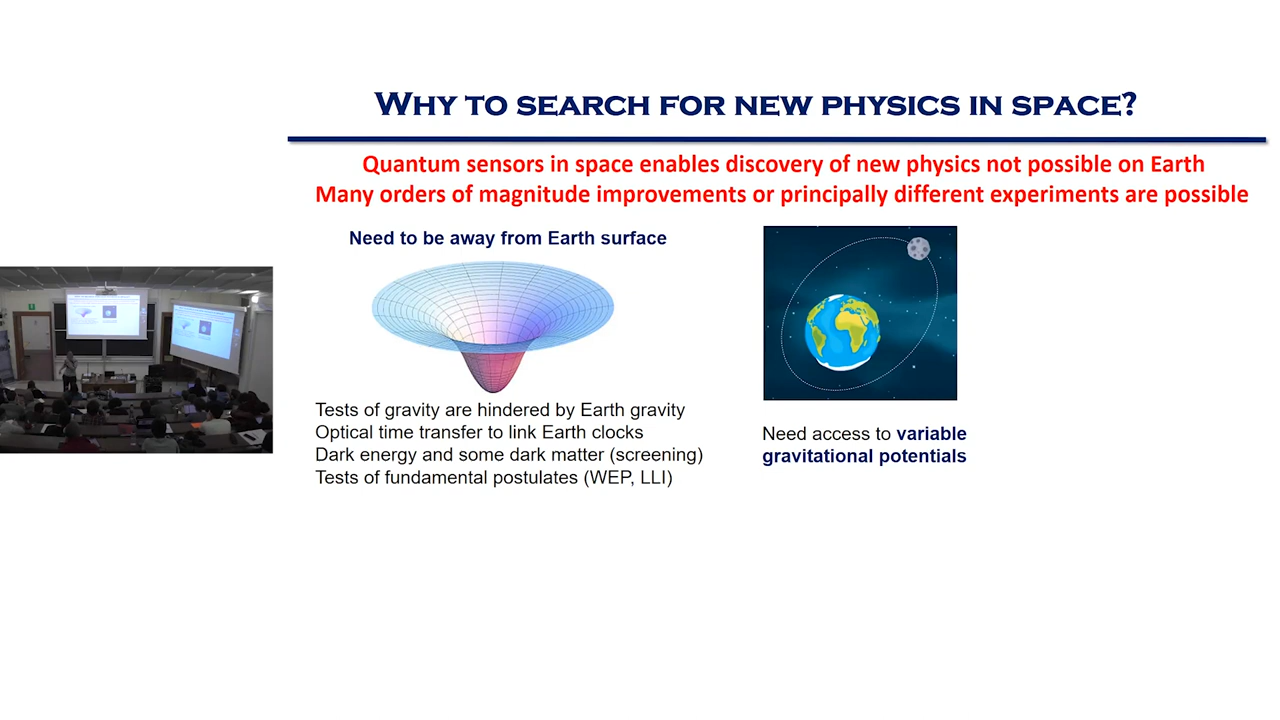 WHY TO SEARCH FOR NEW PHYSICS IN SPACE?
Quantum sensors in space enables discovery of new physics not possible on Earth
Many orders of magnitude improvements or principally different experiments are possible
Need to be away from Earth surface
Tests of gravity are hindered by Earth gravity
Optical time transfer to link Earth clocks
Dark energy and some dark matter (screening)
Tests of fundamental postulates (WEP, LLI)
Need access to variable
gravitational potentials